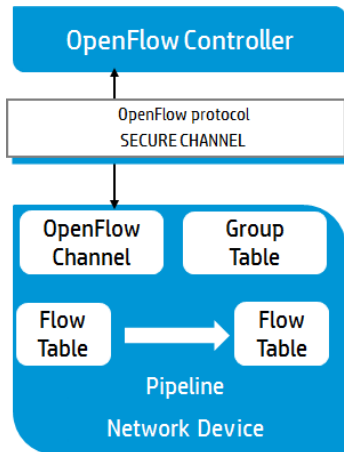 OpenFlow Controller
OpenFlow protocol
SECURE CHANNEL
OpenFlow
Channel
Group
Table
Flow
Table
Flow
Table
Pipeline
Network Device